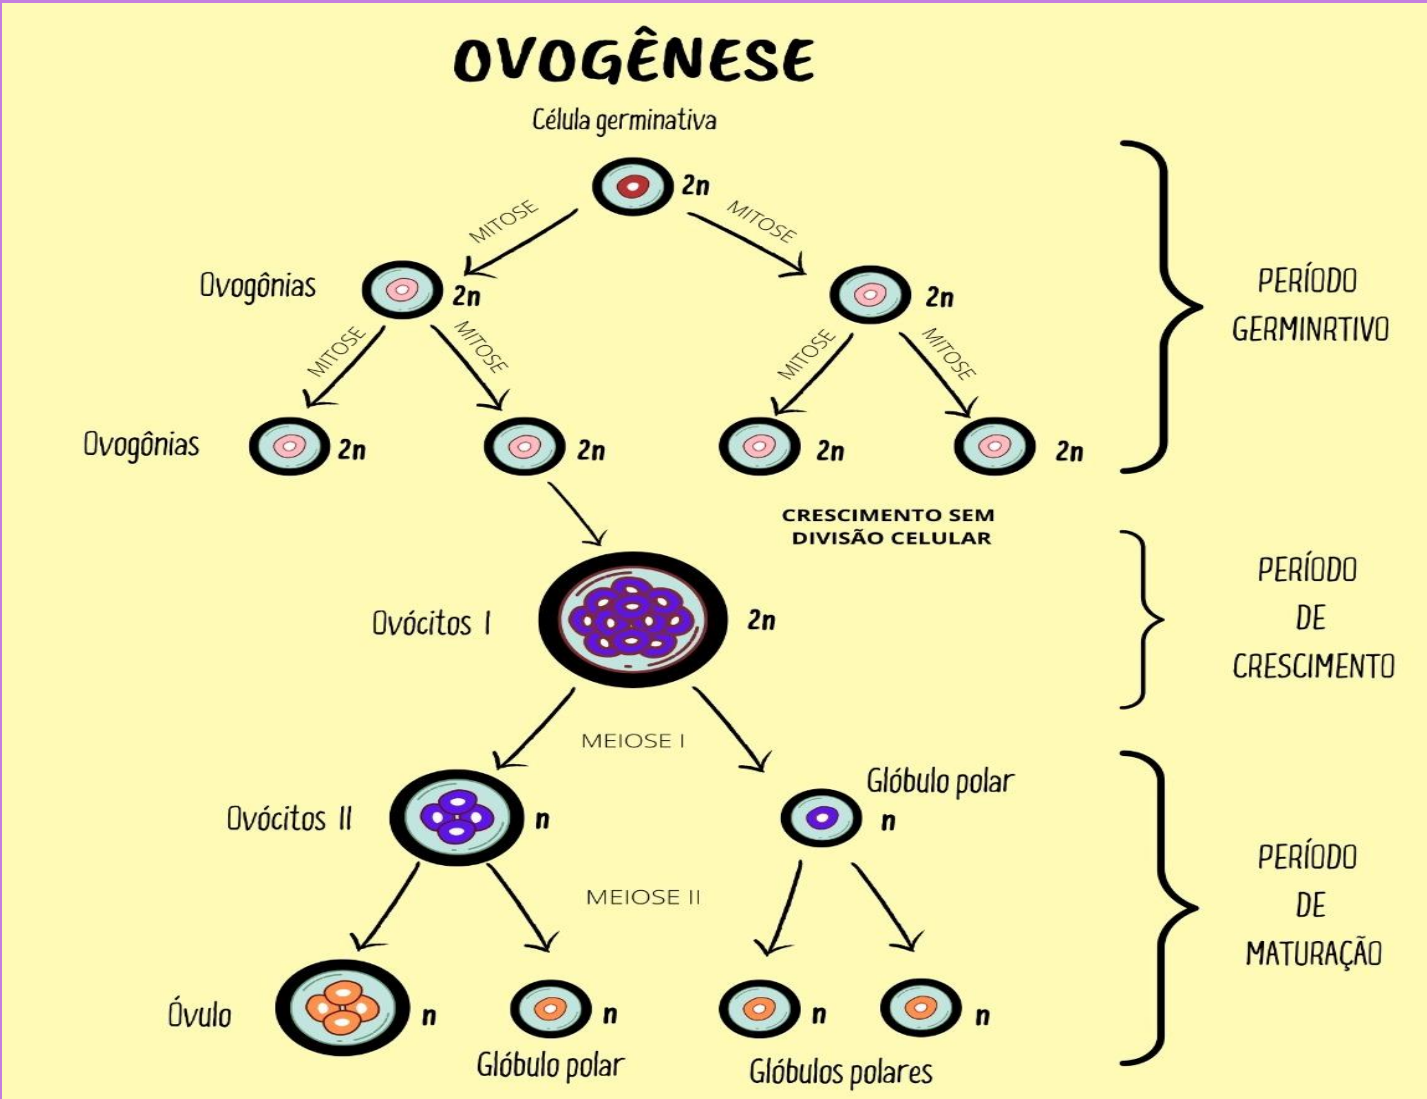 OVOGÊNESE
Célula germinativa
2n
MITOSE
MITOSE
Ovogônias
2n
2n
PERÍODO
GERMINRTIVO
MITOSE
MITOSE
MITOSE
MITOSE
Ovogônias
2n
2n
2n
2n
CRESCIMENTO SEM
DIVISÃO CELULAR
Ovócitos I
2n
PERÍODO
DE
CRESCIMENTO
MEIOSE I
Ovócitos II
n
Glóbulo polar
n
MEIOSE II
PERÍODO
DE
MATURAÇÃO
Óvulo
n
n
n
n
Glóbulo polar
Glóbulos polares